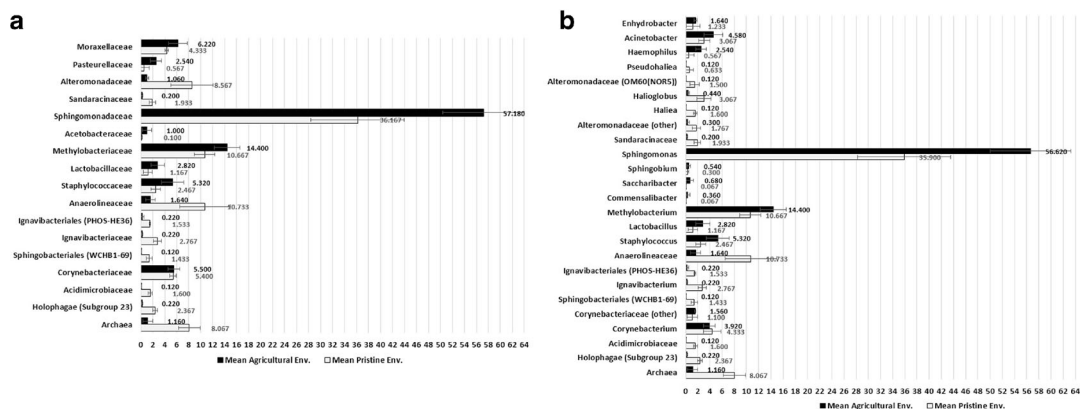 a
Moraxellaceae 6.220
4.333
Pasteurellaceae 2.540
0.567
Alteromonadaceae 1.060
8.567
Sandaracinaceae 0.200
1.933
Sphingomonadaceae 57.180
36.167
Acetobacteraceae 1.000
0.100
Methylobacteriaceae 14.400
10.667
Lactobacillaceae 2.820
1.167
Staphylococcaceae 5.320
2.467
Anaerolineaceae 1.640
10.733
Ignavibacteriales (PHOS-HE36) 0.220
1.533
Ignavibacteriaceae 0.220
2.767
Sphingobacteriales (WCHB1-69) 0.120
1.433
Corynebacteriaceae 5.500
5.400
Acidimicrobiaceae 0.120
1.600
Holophagae (Subgroup 23) 0.220
2.367
Archaea 1.160
8.067
0 2 4 6 8 10 12 14 16 18 20 22 24 26 28 30 32 34 36 38 40 42 44 46 48 50 52 54 56 58 60 62 64
Mean Agricultural Env. Mean Pristine Env.
b
Enhydrobacter 1.640
1.233
Acinetobacter 4.580
3.067
Haemophilus 2.540
0.567
Pseudohaliea 0.120
0.633
Alteromonadaceae (OM60(NOR5)) 0.120
1.500
Halioglobus 0.440
3.067
Haliea 0.120
1.600
Alteromonadaceae (other) 0.300
1.767
Sandaracinaceae 0.200
1.933
Sphingomonas 56.620
35.900
Sphingobium 0.540
0.300
Saccharibacter 0.680
0.067
Commensalibacter 0.360
0.067
Methylobacterium 14.400
10.667
Lactobacillus 2.820
1.167
Staphylococcus 5.320
2.467
Anaerolineaceae 1.640
10.733
Ignavibacteriales (PHOS-HE36) 0.220
1.533
Ignavibacterium 0.220
2.767
Sphingobacteriales (WCHB1-69) 0.120
1.433
Corynebacteriaceae (other) 1.560
1.100
Corynebacterium 3.920
4.333
Acidimicrobiaceae 0.120
1.600
Holophagae (Subgroup 23) 0.220
2.367
Archaea 1.160
8.067
0 2 4 6 8 10 12 14 16 18 20 22 24 26 28 30 32 34 36 38 40 42 44 46 48 50 52 54 56 58 60 62 64
Mean Agricultural Env. Mean Pristine Env.